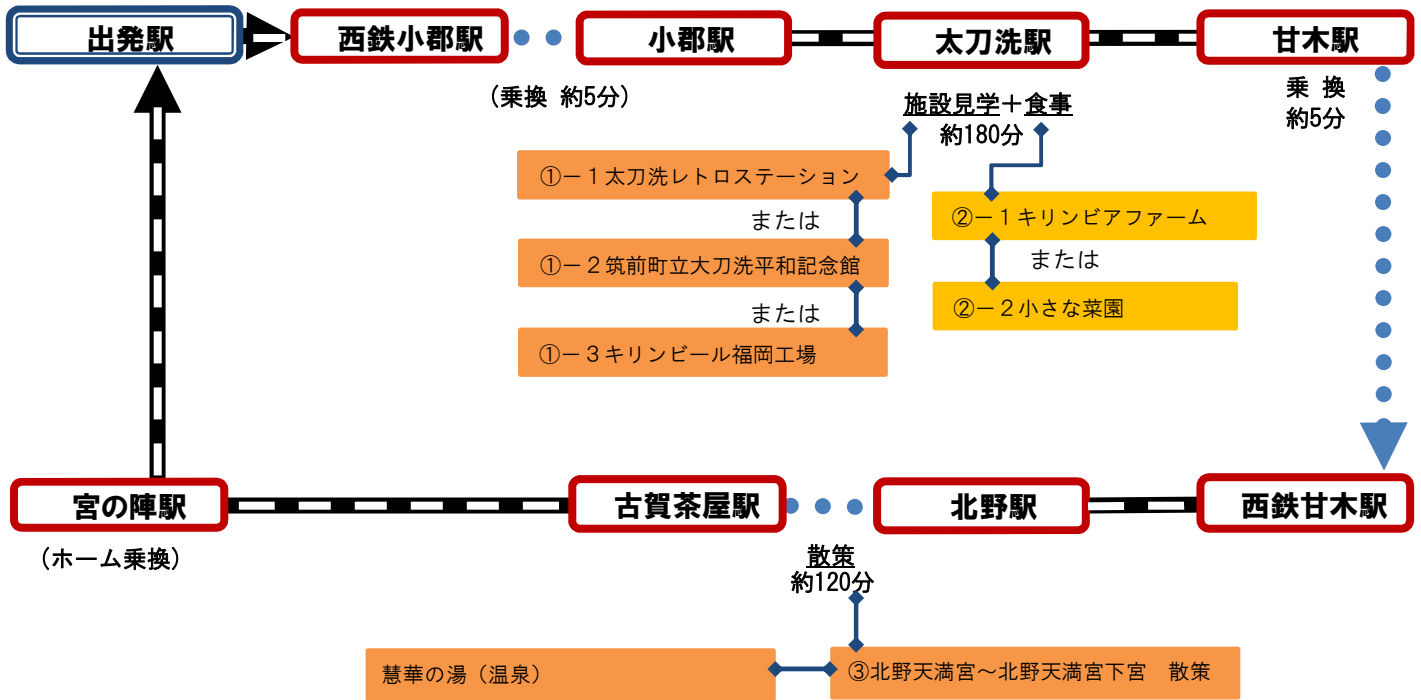 出発駅
西鉄小郡駅
小郡駅
太刀洗駅
甘木駅
(乗換 約5分)
施設見学+食事
約180分
乗 換
約5分
①－１太刀洗レトロステーション
または
①－２筑前町立大刀洗平和記念館
または
①－３キリンビール福岡工場
②－１キリンビアファーム
または
②－２小さな菜園
宮の陣駅
古賀茶屋駅
北野駅
西鉄甘木駅
(ホーム乗換)
散策
約120分
慧華の湯（温泉）
③北野天満宮～北野天満宮下宮　散策